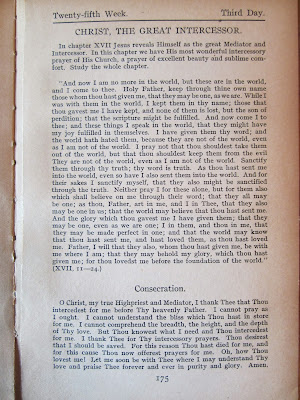 Twenty-fifth Week. Third Day.
CHRIST, THE GREAT INTERCESSOR.
In chapter XVII Jesus reveals Himself as the great Mediator and
Intercessor. In this chapter we have His most wonderful intercessory
prayer of His Church, a prayer of excellent beauty and sublime com-
fort. Study the whole chapter.
"And now I am no more in the world, but these are in the world,
and I come to thee. Holy Father, keep through thine own name
those whom thou hast given me, that they may be one, as we are. While I
was with them in the world, I kept them in thy name; those that
thou gavest me I have kept, and none of them is lost, but the son of
perdition; that the scripture might be fulfilled. And now come I to
thee; and these things I speak in the world, that they might have
my joy fulfilled in themselves. I have given them thy word; and
the world hath hated them, because they are not of the world, even
as I am not of the world. I pray not that thou shouldest take them
out of the world, but that thou shouldest keep them from the evil
They are not of the world, even as I am not of the world. Sanctify
them through thy truth; thy word is truth. As thou hast sent me
into the world, even so have I also sent them into the world. And for
their sakes I sanctify myself, that they also might be sanctified
through the truth. Neither pray I for these alone, but for them also
which shall believe on me through their word; that they all may
be one; as thou, Father, art in me, and I in Thee, that they also
may be one in us; that the world may believe that thou hast sent me.
And the glory which thou gavest me I have given them; that they
may be one, even as we are one; I in them, and thou in me, that
they may be made perfect in one; and that the world may know
that thou hast sent me, and hast loved them, as thou hast loved
me. Father, I will that they also, whom thou hast given me, be with
me where I am; that they may behold my glory, which thou hast
given me; for thou lovedst me before the foundation of the world."
(XVII, 11—24.)
Consecration.
O Christ, my true Highpriest and Mediator, I thank Thee that Thou
intercedest for me before Thy heavenly Father. I cannot pray as
I ought. I cannot understand the bliss which Thou hast in store
for me. I cannot comprehend the breadth, the height, and the depth
of Thy love. But Thou knowest what I need and Thou intercedest
for me. I thank Thee for Thy intercessory prayers. Thou desirest
that I should be saved. For this reason Thou hast died for me, and
for this cause Thou now offerest prayers for me. Oh, how Thou
lovest me! Let me soon be with Thee where I may understand Thy
love and praise Thee forever and ever in purity and glory. Amen.
175